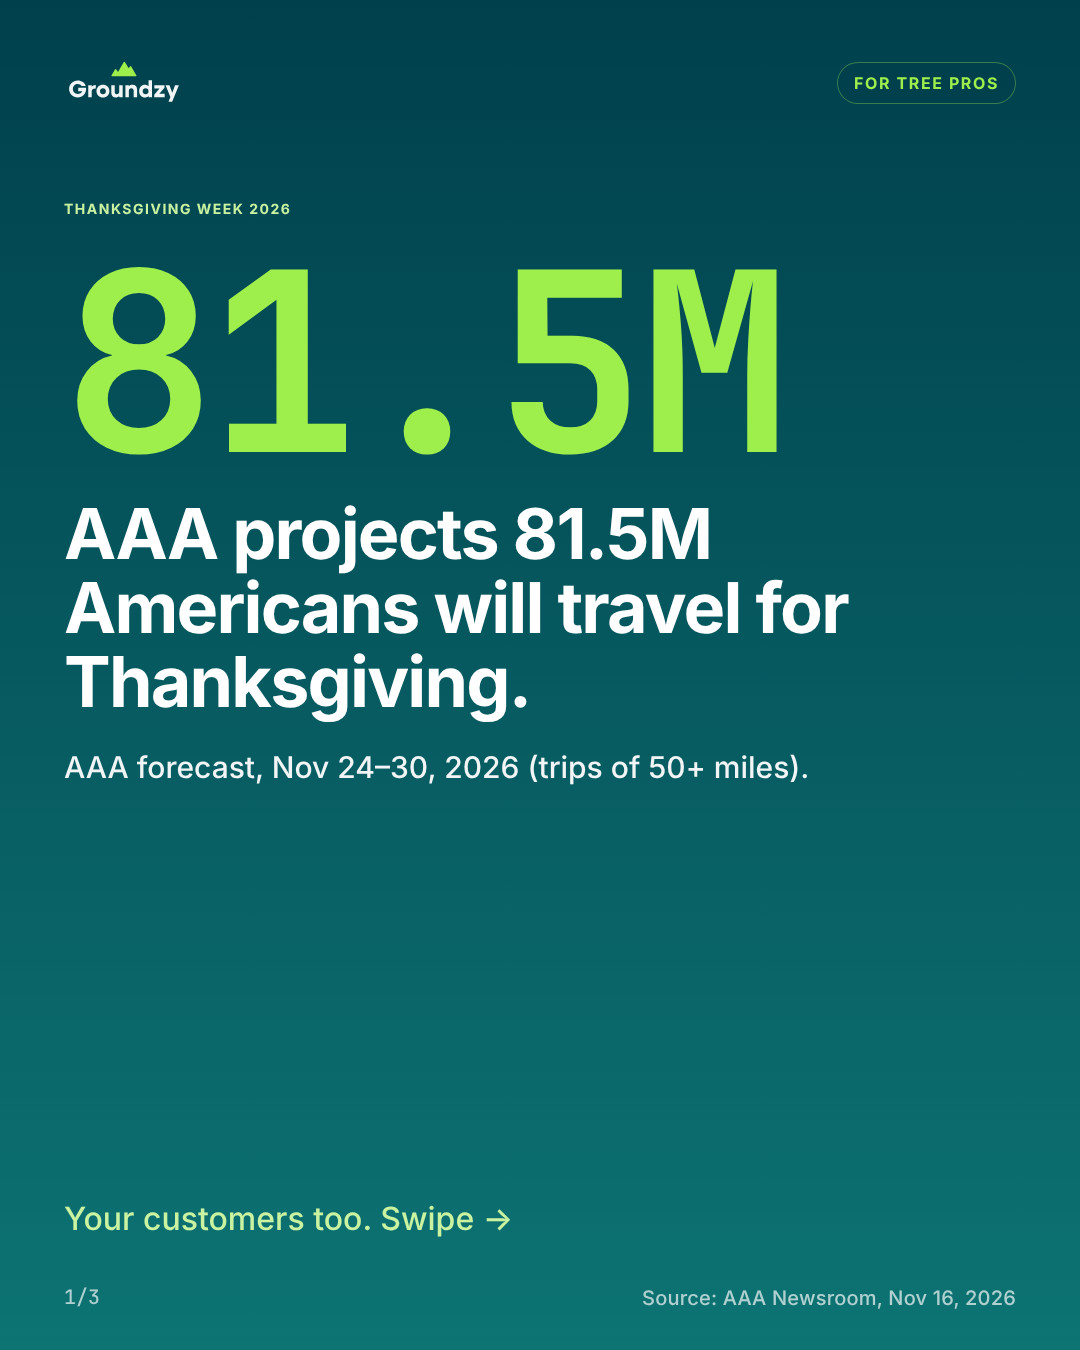 Groundzy
FOR TREE PROS
THANKSGIVING WEEK 2026
81.5M
AAA projects 81.5M
Americans will travel for
Thanksgiving.
AAA forecast, Nov 24–30, 2026 (trips of 50+ miles).
Your customers too. Swipe →
1/3
Source: AAA Newsroom, Nov 16, 2026